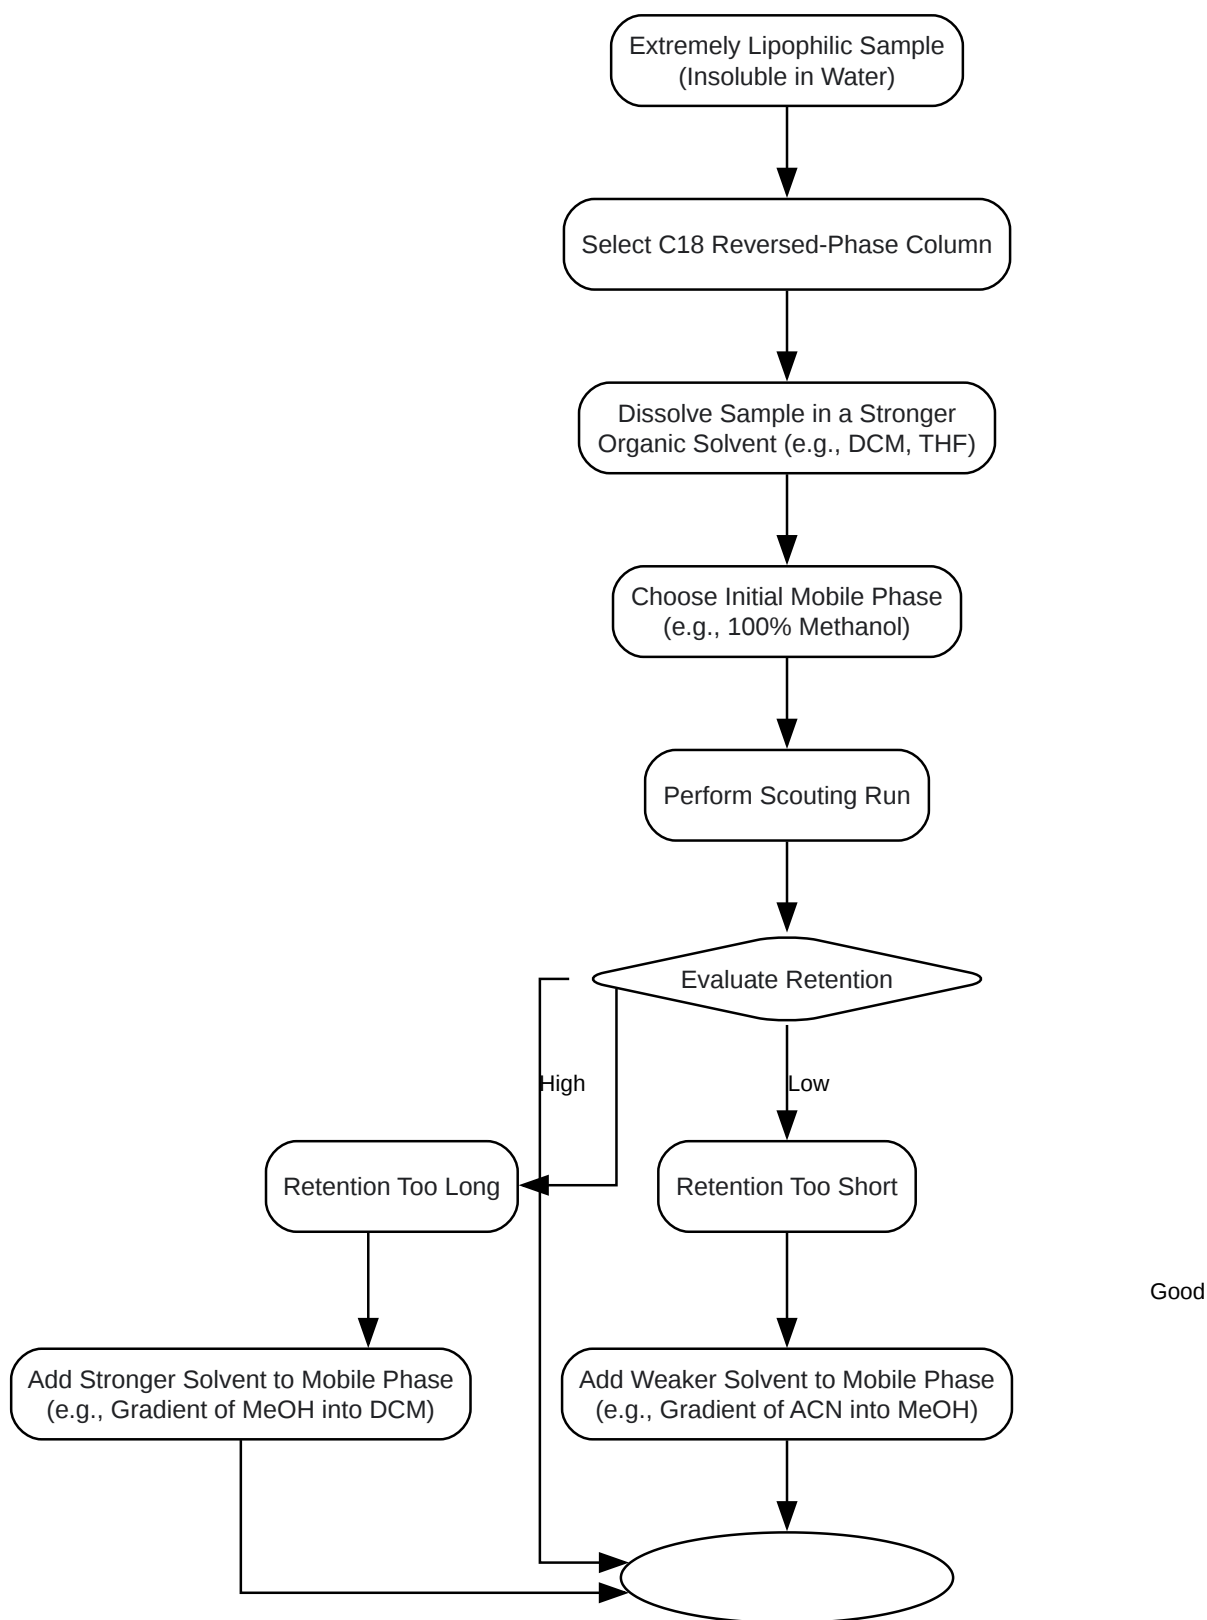 Extremely Lipophilic Sample
(Insoluble in Water)
Select C18 Reversed-Phase Column
Dissolve Sample in a Stronger
Organic Solvent (e.g., DCM, THF)
Choose Initial Mobile Phase
(e.g., 100% Methanol)
Perform Scouting Run
Evaluate Retention
High
Low
Retention Too Long
Retention Too Short
Good
Add Stronger Solvent to Mobile Phase
(e.g., Gradient of MeOH into DCM)
Add Weaker Solvent to Mobile Phase
(e.g., Gradient of ACN into MeOH)